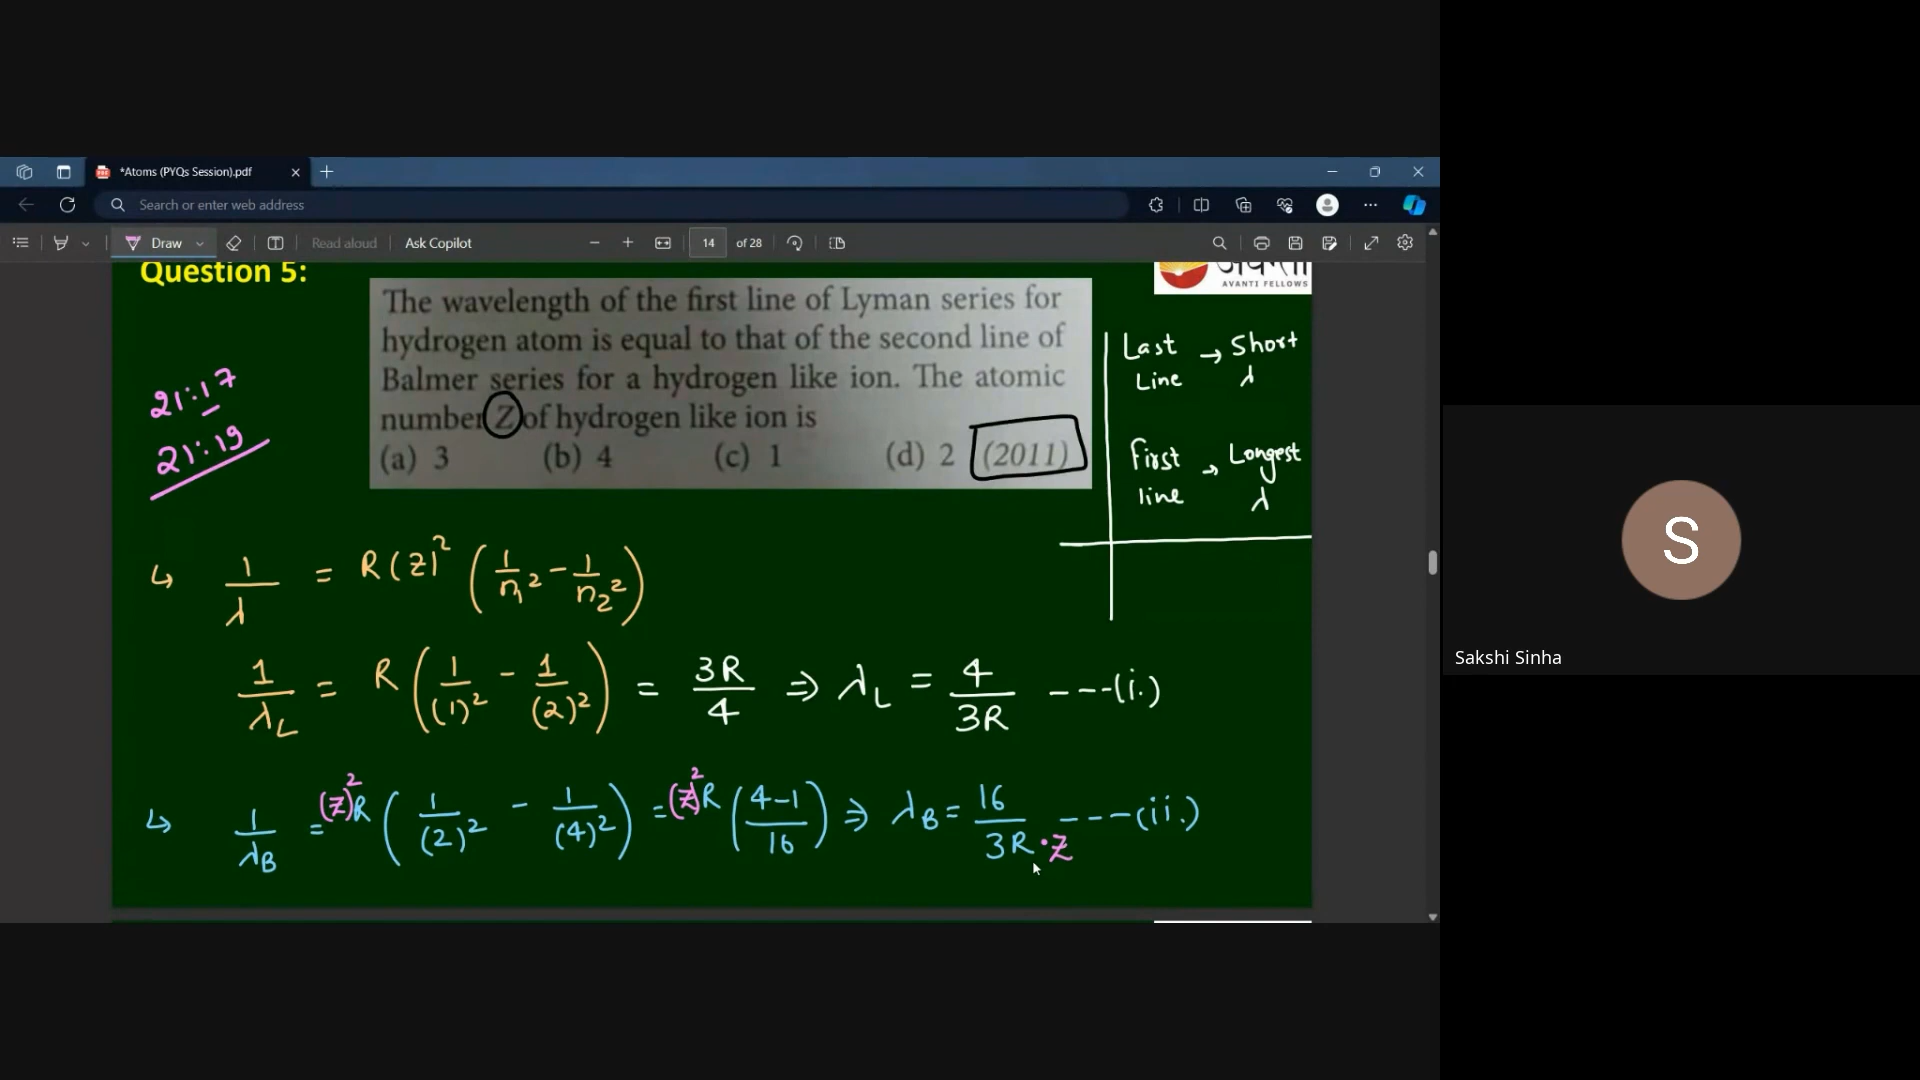 *Atoms (PYQs Session).pdf
Search or enter web address
Draw
Read aloud
Ask Copilot
14
of 28
Question 5:
AVANTI FELLOWS
The wavelength of the first line of Lyman series for
hydrogen atom is equal to that of the second line of
Balmer series for a hydrogen like ion. The atomic
number Z of hydrogen like ion is
(a) 3 (b) 4 (c) 1 (d) 2 (2011)
21:17
21:19
Last Line → Short λ
First line → Longest λ
↳ 1/λ = R(Z)² (1/n₁² - 1/n₂²)
1/λL = R (1/(1)² - 1/(2)²) = 3R/4 ⇒ λL = 4/3R ---(i.)
↳ 1/λB = (Z)²R (1/(2)² - 1/(4)²) = (Z)²R (4-1/16) ⇒ λB = 16/3R·Z ---(ii.)
S
Sakshi Sinha